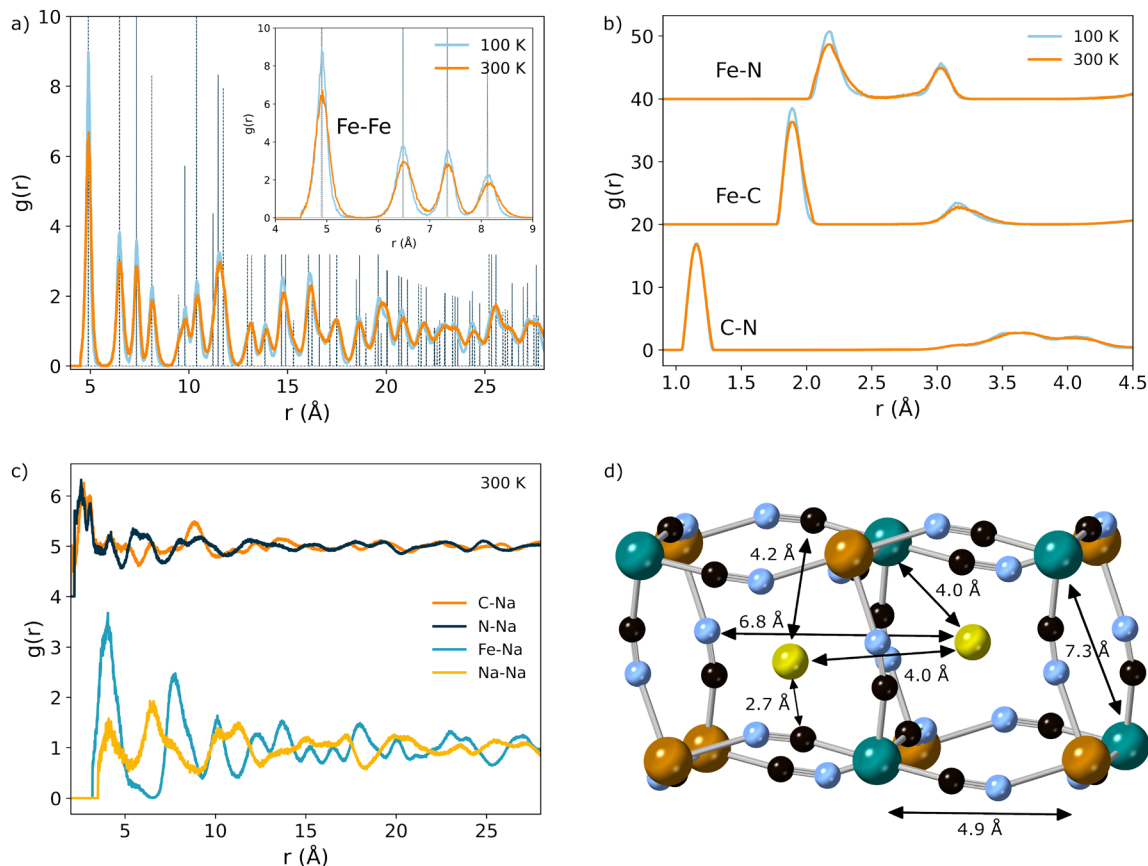 a)
10
8
6
4
2
0
g(r)
5
10
15
20
25
r (Å)
10
8
6
4
2
0
g(r)
4
5
6
7
8
9
r (Å)
100 K
300 K
Fe-Fe
b)
50
40
30
20
10
0
g(r)
1.0
1.5
2.0
2.5
3.0
3.5
4.0
4.5
r (Å)
100 K
300 K
Fe-N
Fe-C
C-N
c)
6
5
4
3
2
1
0
g(r)
5
10
15
20
25
r (Å)
300 K
C-Na
N-Na
Fe-Na
Na-Na
d)
4.2 Å
4.0 Å
6.8 Å
4.0 Å
7.3 Å
2.7 Å
4.9 Å